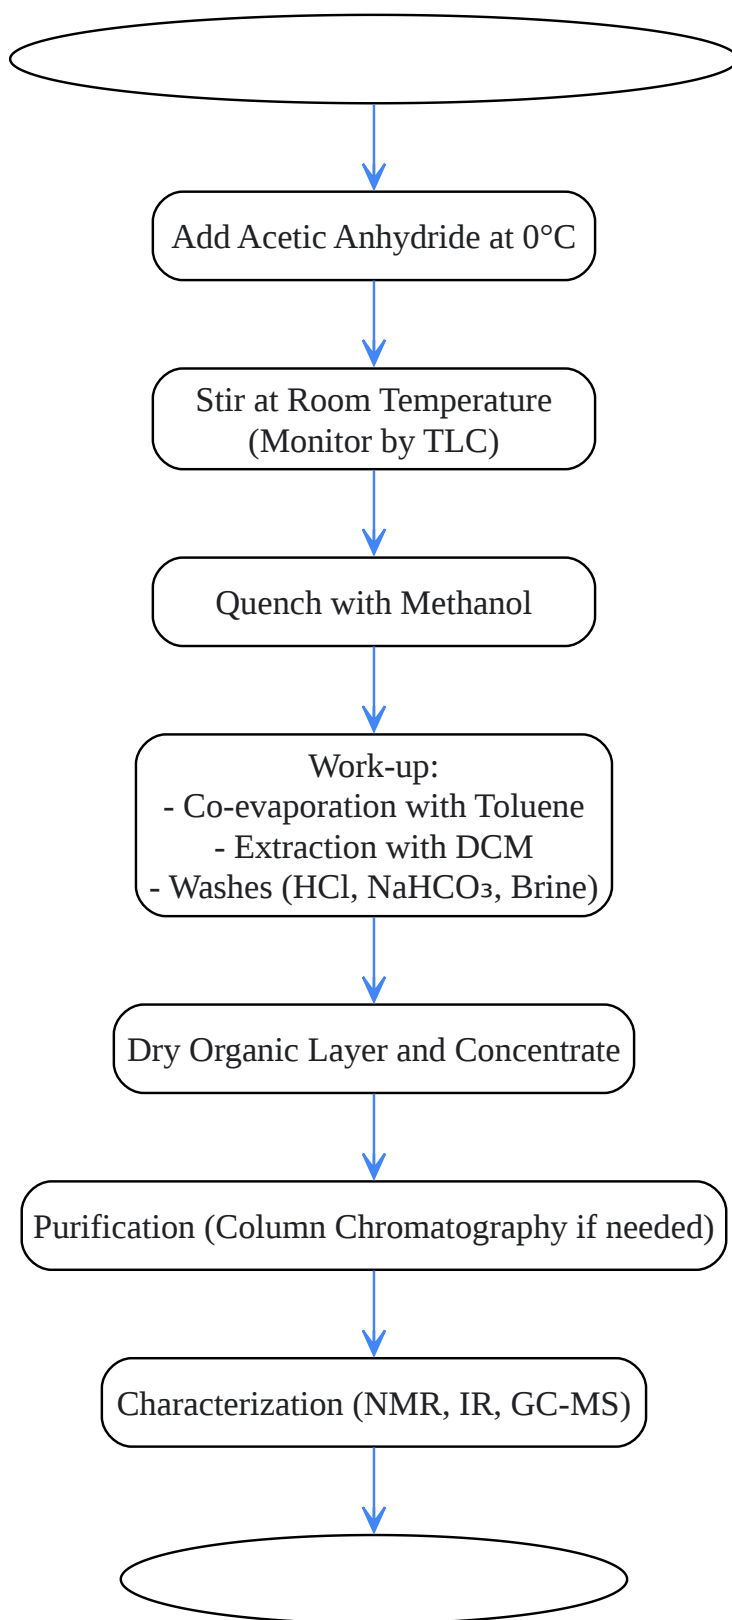 Add Acetic Anhydride at 0°C
Stir at Room Temperature
(Monitor by TLC)
Quench with Methanol
Work-up:
- Co-evaporation with Toluene
- Extraction with DCM
- Washes (HCl, NaHCO₃, Brine)
Dry Organic Layer and Concentrate
Purification (Column Chromatography if needed)
Characterization (NMR, IR, GC-MS)